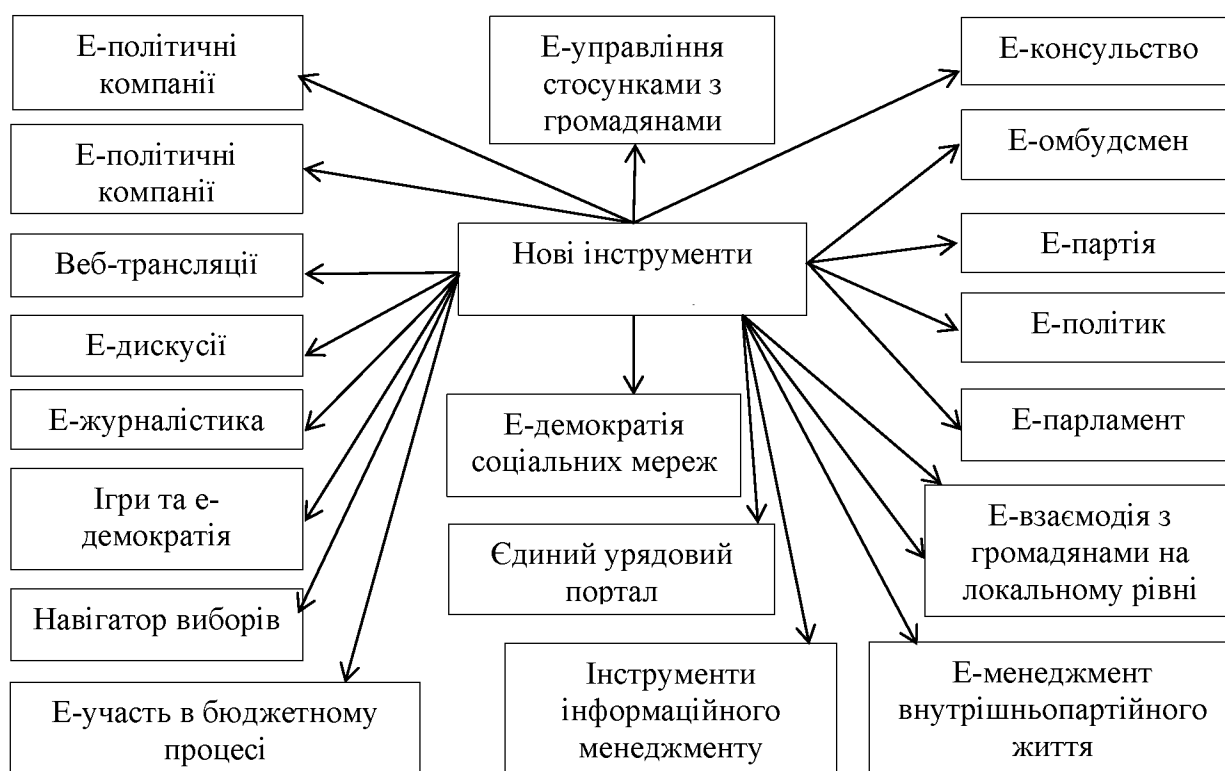 Е-політичні
компанії
Е-управління
стосунками з
громадянами
Е-консульство
Е-політичні
компанії
Е-омбудсмен
Веб-трансляції
Нові інструменти
Е-партія
Е-дискусії
Е-політик
Е-журналістика
Е-демократія
соціальних мереж
Е-парламент
Ігри та е-
демократія
Єдиний урядовий
портал
Е-взаємодія з
громадянами на
локальному рівні
Навігатор виборів
Е-участь в бюджетному
процесі
Інструменти
інформаційного
менеджменту
Е-менеджмент
внутрішньопартійного
життя